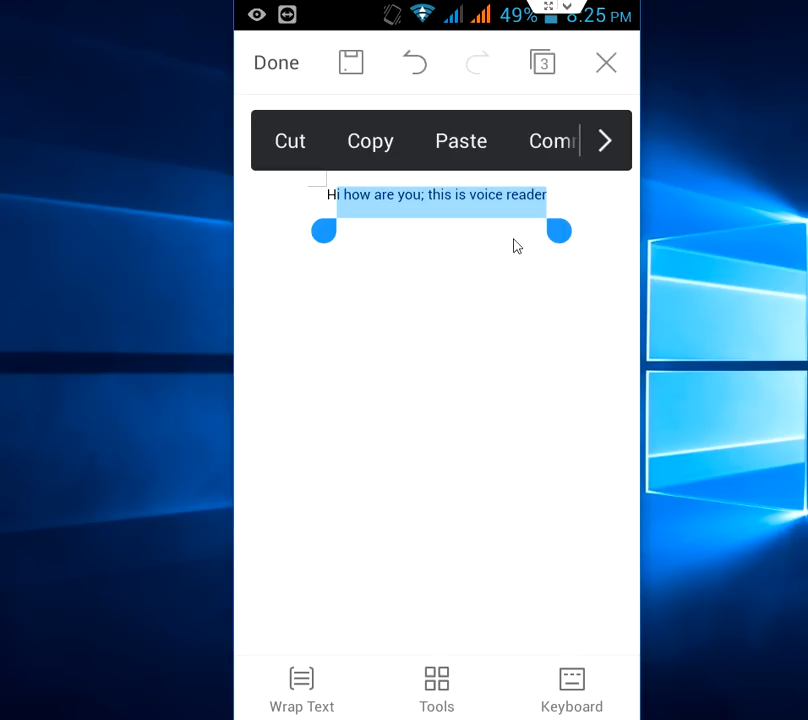 49% 8:25 PM
Done 3
Cut Copy Paste
Hi how are you; this is voice reader
Wrap Text Tools Keyboard